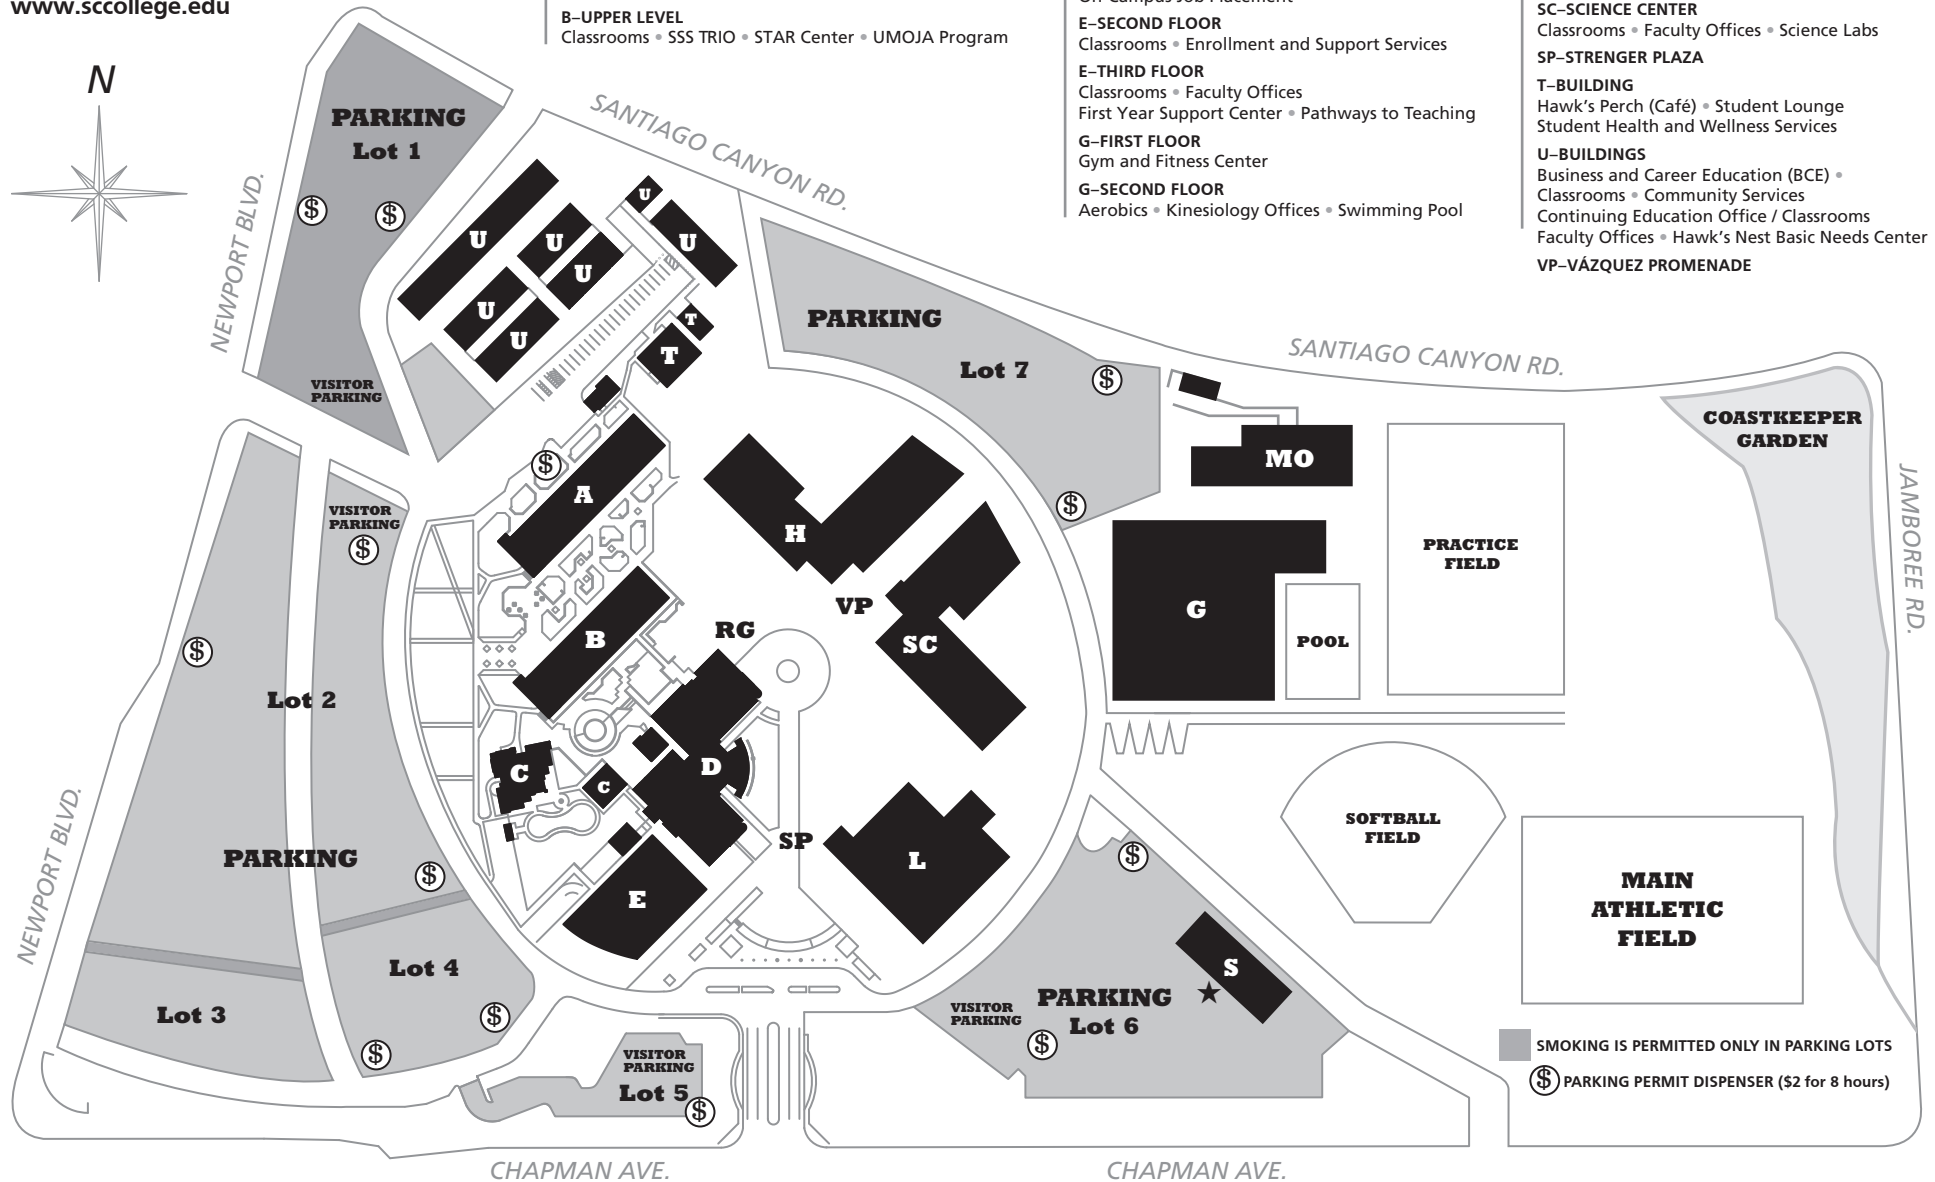 www.sccollege.edu
B–UPPER LEVEL
Classrooms • SSS TRIO • STAR Center • UMOJA Program
Off-Campus Job Placement
E–SECOND FLOOR
Classrooms • Enrollment and Support Services
E–THIRD FLOOR
Classrooms • Faculty Offices
First Year Support Center • Pathways to Teaching
G–FIRST FLOOR
Gym and Fitness Center
G–SECOND FLOOR
Aerobics • Kinesiology Offices • Swimming Pool
SC–SCIENCE CENTER
Classrooms • Faculty Offices • Science Labs
SP–STRENGER PLAZA
T–BUILDING
Hawk's Perch (Café) • Student Lounge
Student Health and Wellness Services
U–BUILDINGS
Business and Career Education (BCE) •
Classrooms • Community Services
Continuing Education Office / Classrooms
Faculty Offices • Hawk's Nest Basic Needs Center
VP–VÁZQUEZ PROMENADE
N
PARKING
Lot 1
$
$
VISITOR
PARKING
NEWPORT BLVD.
SANTIAGO CANYON RD.
U
U
U
U
U
U
U
T
T
PARKING
Lot 7
$
$
SANTIAGO CANYON RD.
MO
COASTKEEPER
GARDEN
JAMBOREE RD.
PRACTICE
FIELD
G
POOL
VISITOR
PARKING
$
$
A
$
H
B
RG
VP
SC
Lot 2
C
C
D
SP
L
E
PARKING
$
NEWPORT BLVD.
Lot 4
$
$
Lot 3
VISITOR
PARKING
Lot 5
$
$
S
★
VISITOR
PARKING
$
PARKING
Lot 6
SOFTBALL
FIELD
MAIN
ATHLETIC
FIELD
SMOKING IS PERMITTED ONLY IN PARKING LOTS
$ PARKING PERMIT DISPENSER ($2 for 8 hours)
CHAPMAN AVE.
CHAPMAN AVE.